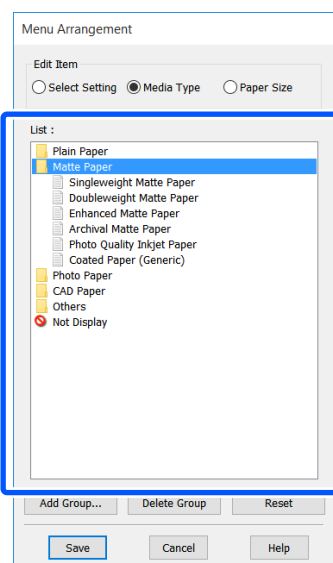 Menu Arrangement
Edit Item
Select Setting Media Type Paper Size
List :
Plain Paper
Matte Paper
Singleweight Matte Paper
Doubleweight Matte Paper
Enhanced Matte Paper
Archival Matte Paper
Photo Quality Inkjet Paper
Coated Paper (Generic)
Photo Paper
CAD Paper
Others
Not Display
Add Group... Delete Group Reset
Save Cancel Help